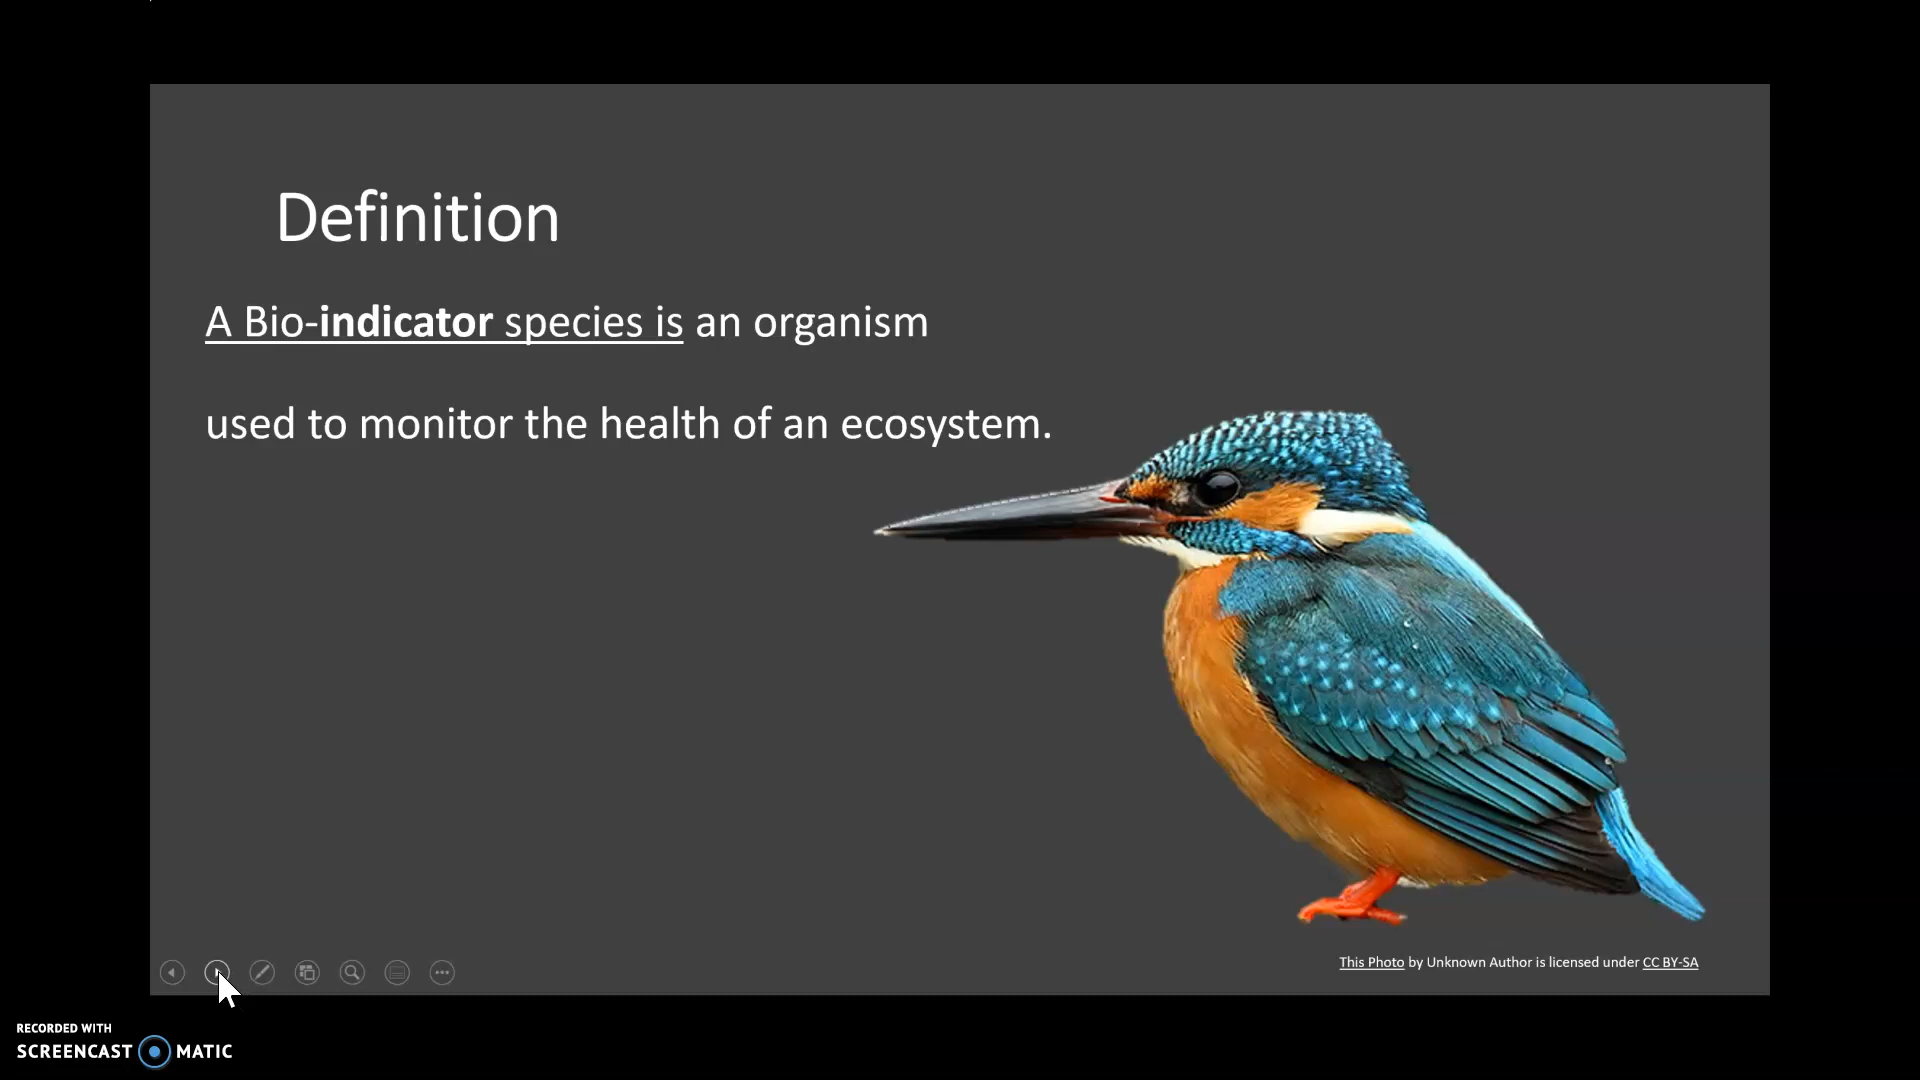 Definition
A Bio-indicator species is an organism
used to monitor the health of an ecosystem.
This Photo by Unknown Author is licensed under CC BY-SA
RECORDED WITH
SCREENCAST MATIC